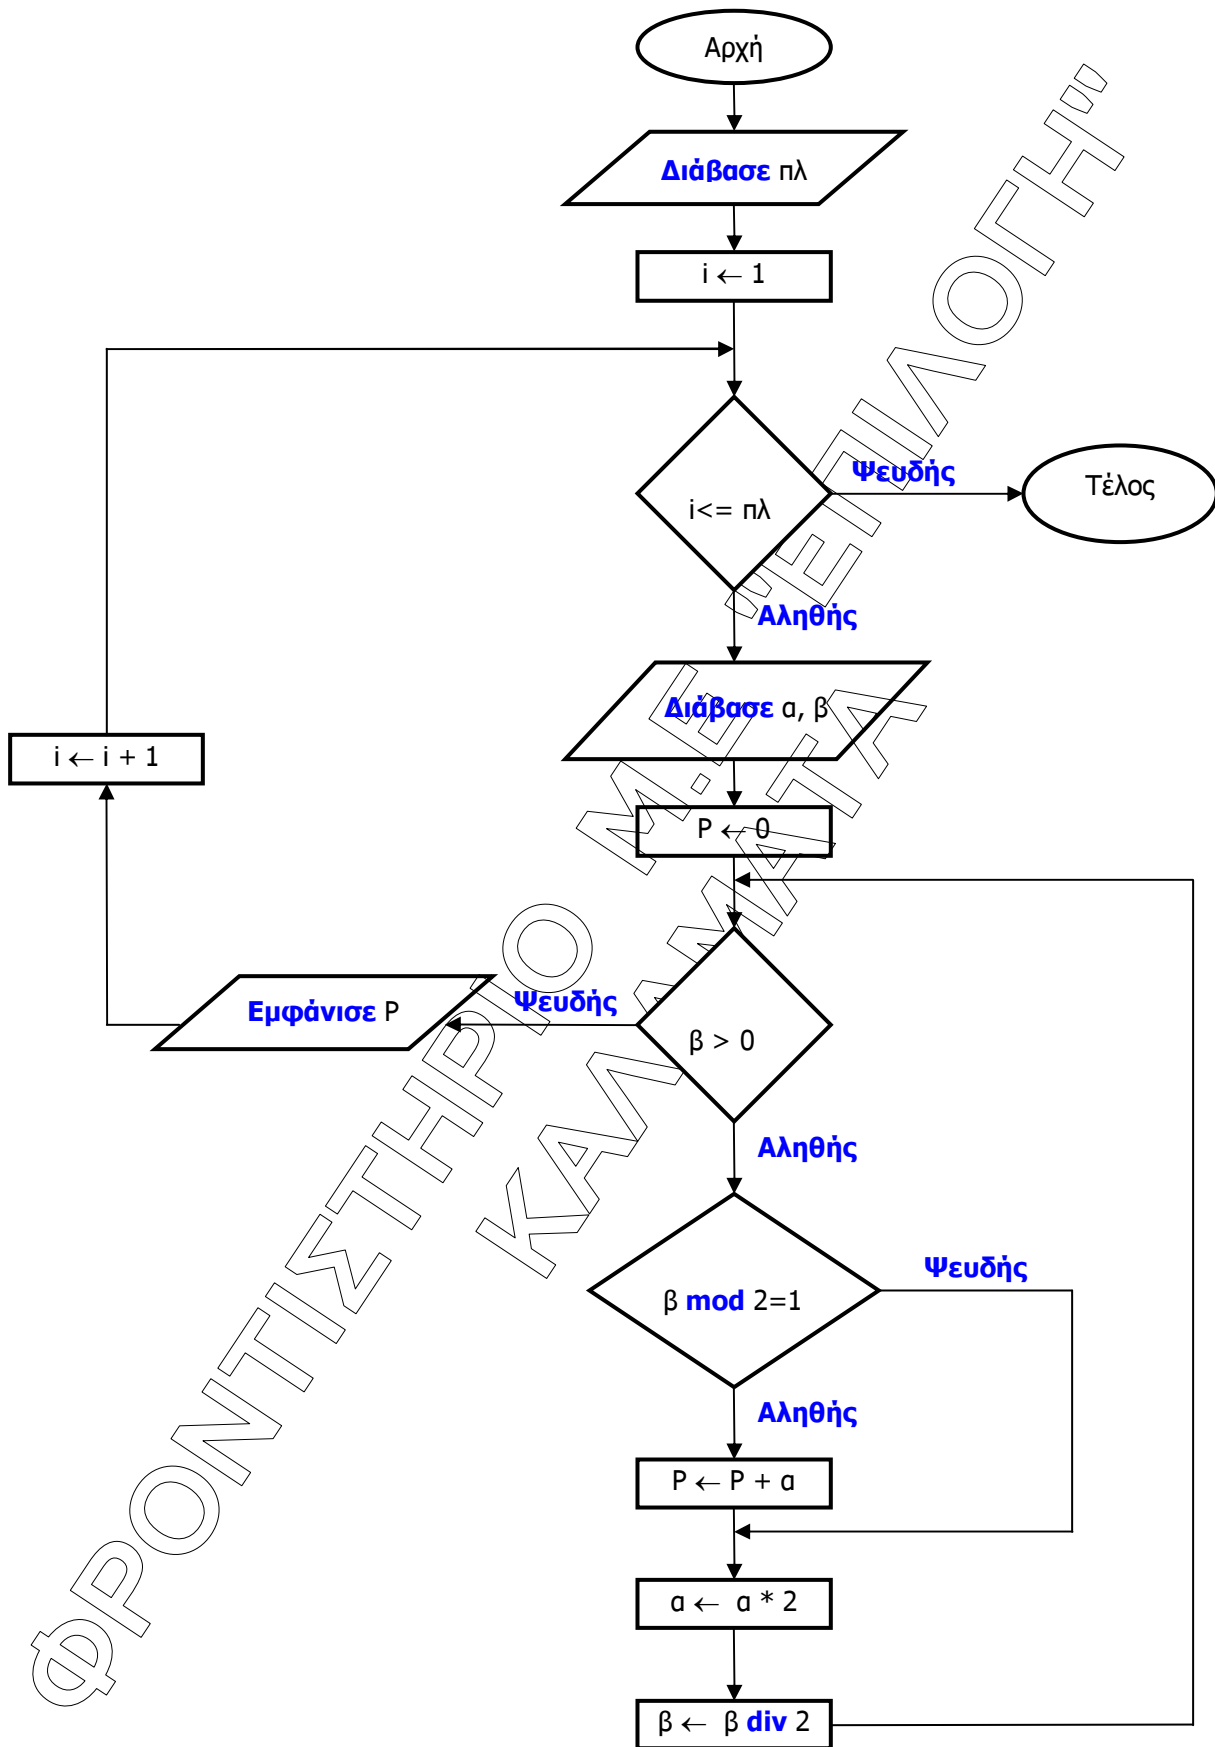 Αρχή
Διάβασε πλ
i ← 1
i<= πλ
Ψευδής
Τέλος
Αληθής
Διάβασε α, β
i ← i + 1
P ← 0
Εμφάνισε P
Ψευδής
β > 0
Αληθής
β mod 2=1
Ψευδής
Αληθής
P ← P + α
α ← α * 2
β ← β div 2
ΦΡΟΝΤΙΣΤΗΡΙΟ Μ.Ε "ΕΠΙΛΟΓΗ"
ΚΑΛΑΜΑΤΑ